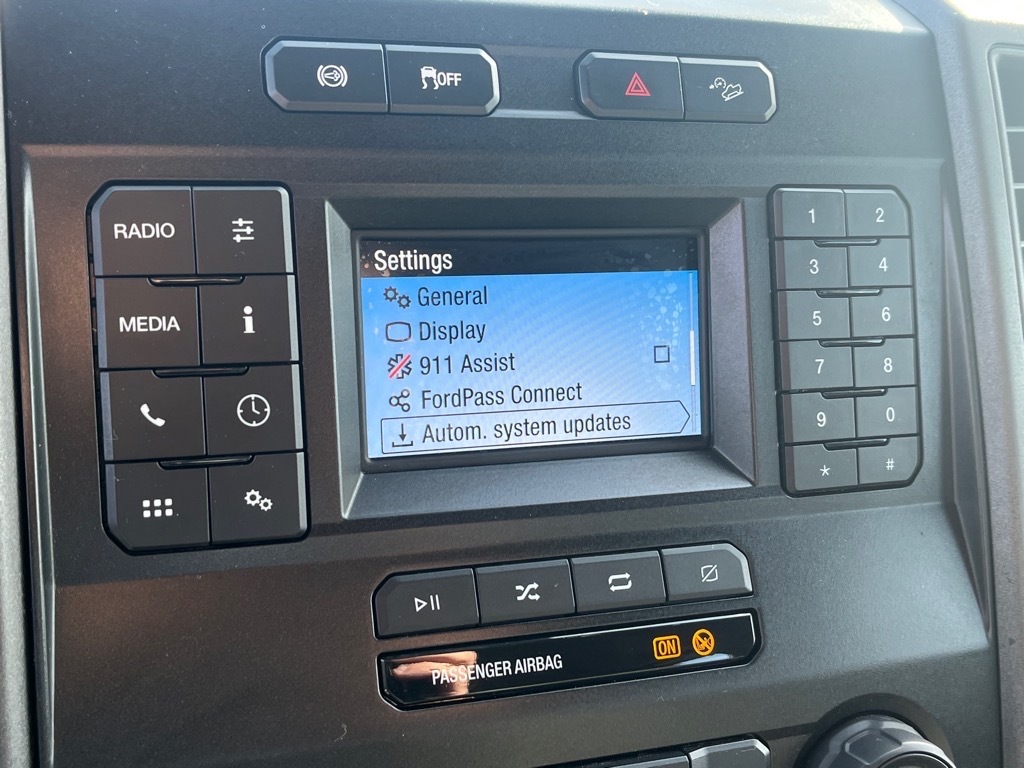 OFF
RADIO
MEDIA
i
Settings
General
Display
911 Assist
FordPass Connect
Autom. system updates
1 2
3 4
5 6
7 8
9 0
* #
PASSENGER AIRBAG ON